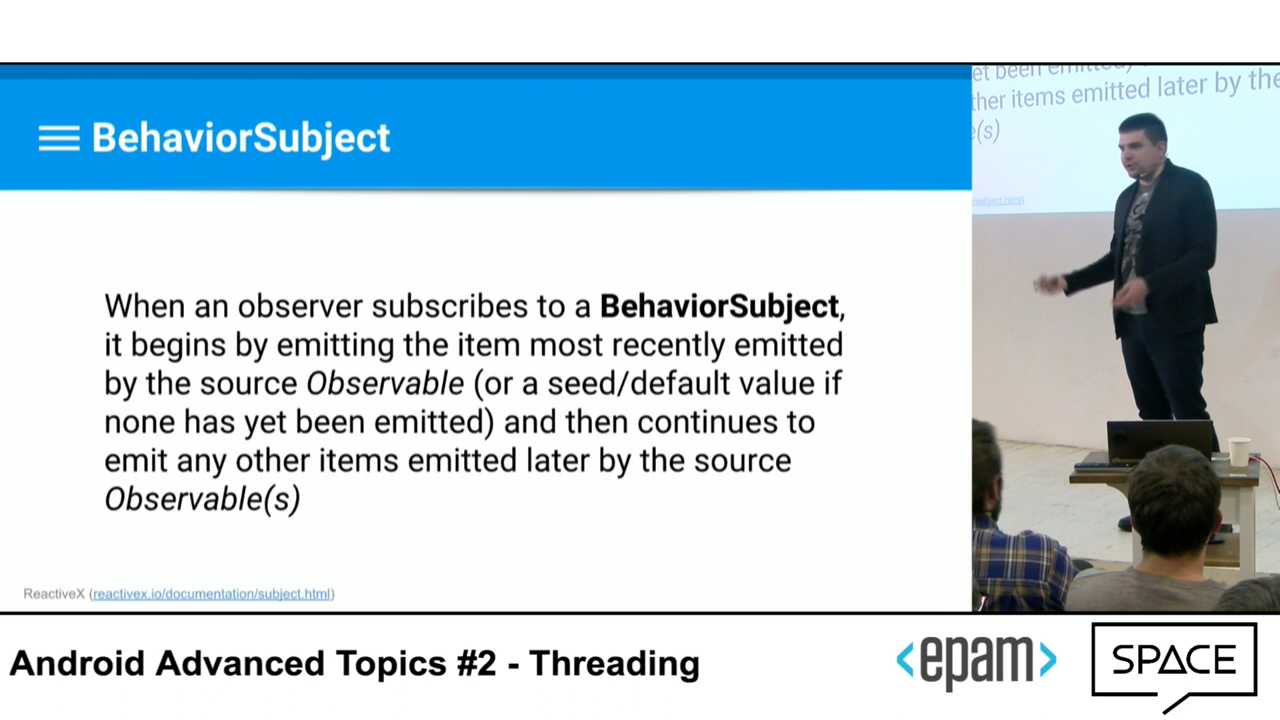 BehaviorSubject
When an observer subscribes to a BehaviorSubject,
it begins by emitting the item most recently emitted
by the source Observable (or a seed/default value if
none has yet been emitted) and then continues to
emit any other items emitted later by the source
Observable(s)
ReactiveX (reactivex.io/documentation/subject.html)
et been emitted)
ther items emitted later by the
e(s)
/subject.html)
Android Advanced Topics #2 - Threading
<epam>
SPACE